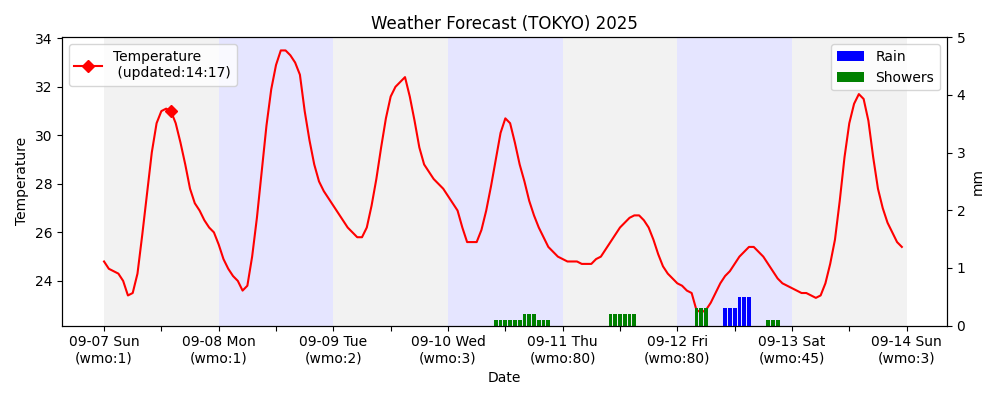 Weather Forecast (TOKYO) 2025
Temperature
(updated:14:17)
Rain
Showers
34
32
30
28
26
24
Temperature
5
4
3
2
1
0
mm
09-07 Sun
(wmo:1)
09-08 Mon
(wmo:1)
09-09 Tue
(wmo:2)
09-10 Wed
(wmo:3)
09-11 Thu
(wmo:80)
09-12 Fri
(wmo:80)
09-13 Sat
(wmo:45)
09-14 Sun
(wmo:3)
Date